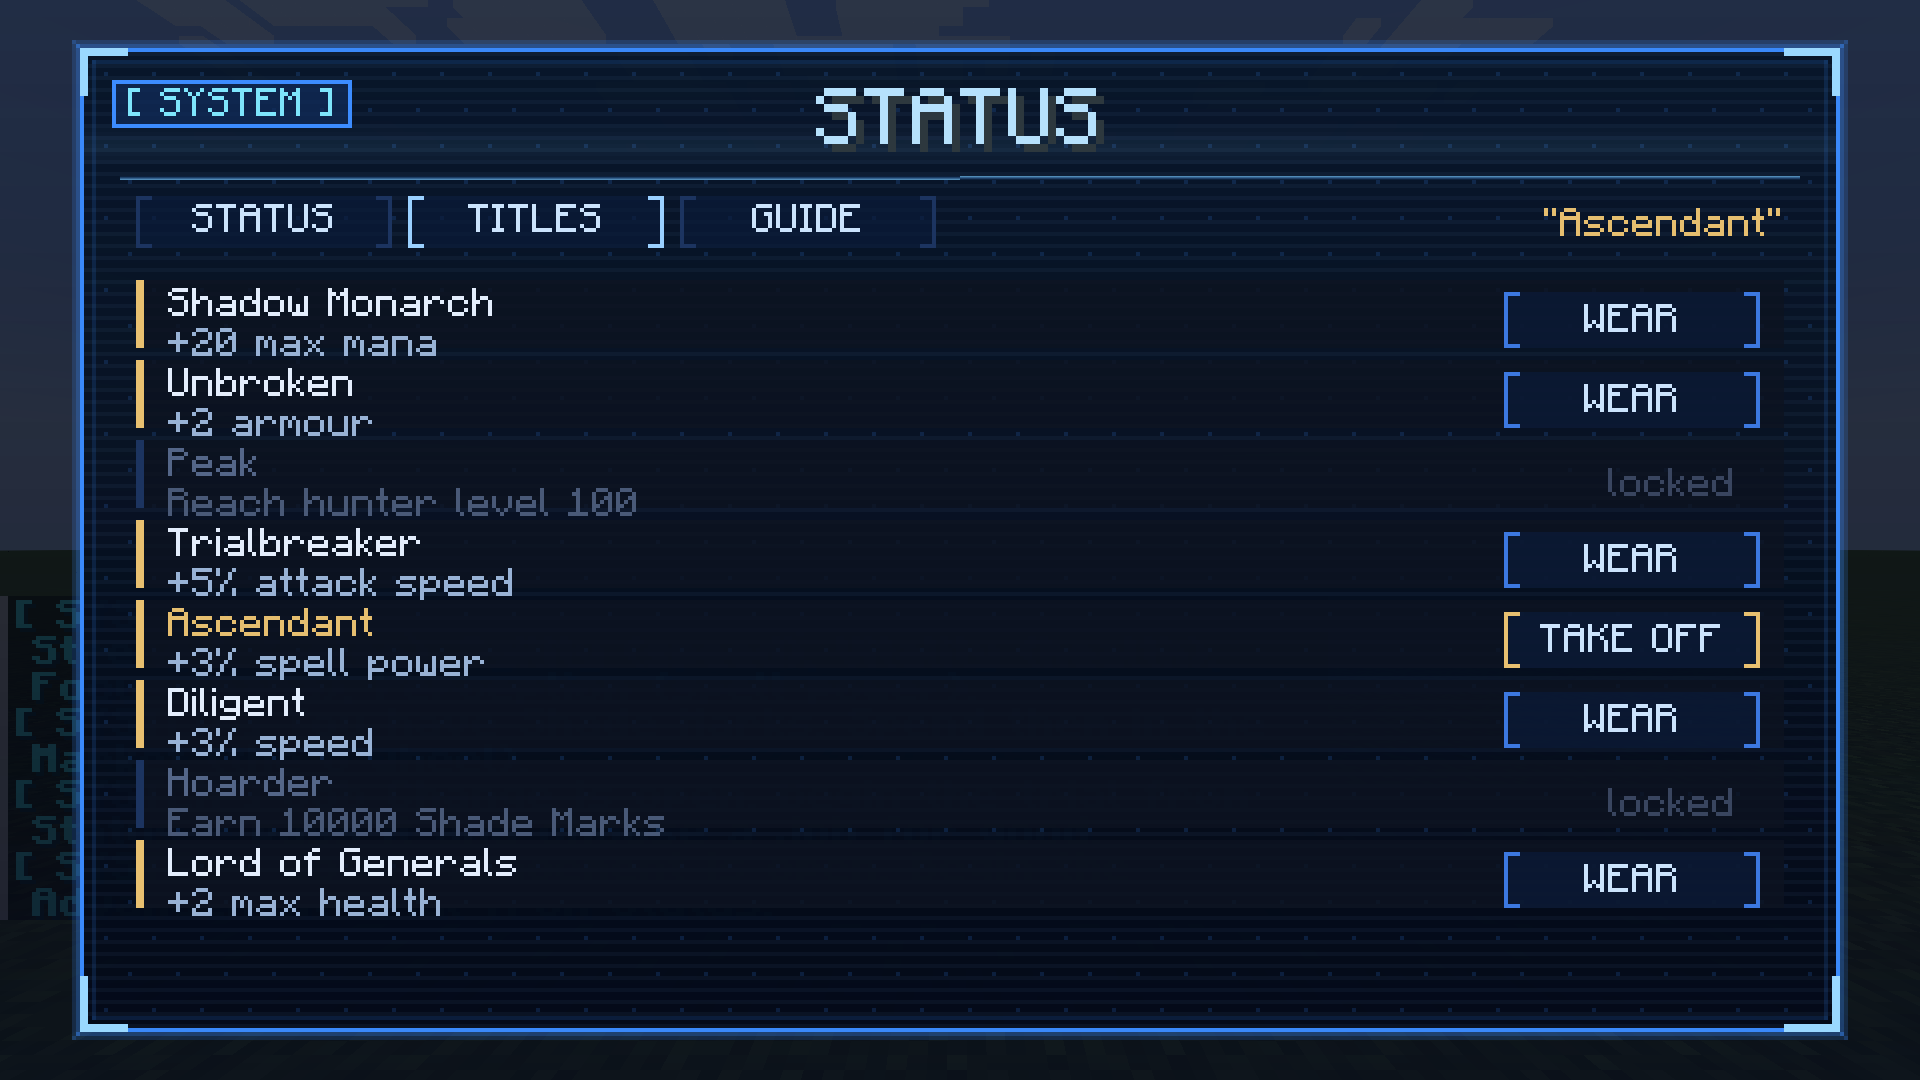 [ SYSTEM ]
STATUS
STATUS
TITLES
GUIDE
"Ascendant"
Shadow Monarch
+20 max mana
WEAR
Unbroken
+2 armour
WEAR
Peak
Reach hunter level 100
locked
Trialbreaker
+5% attack speed
WEAR
Ascendant
+3% spell power
TAKE OFF
Diligent
+3% speed
WEAR
Hoarder
Earn 10000 Shade Marks
locked
Lord of Generals
+2 max health
WEAR